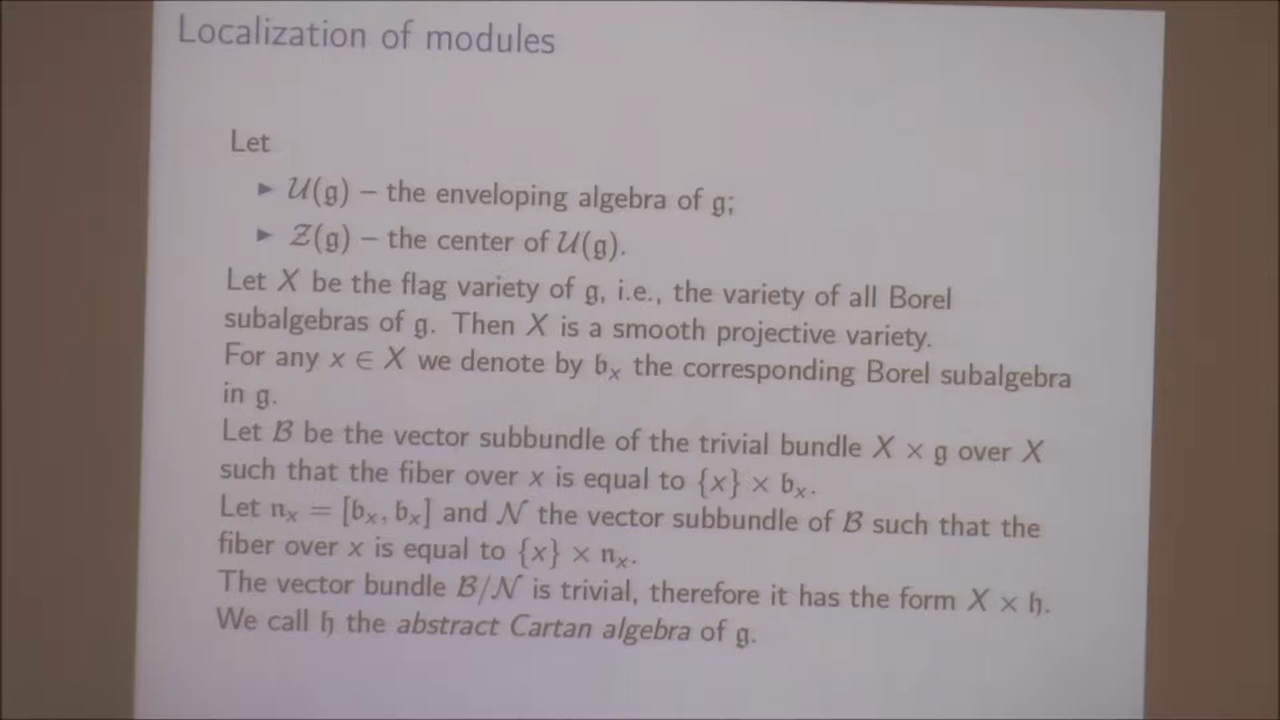 Localization of modules
Let
▶ 𝒰(𝔤) – the enveloping algebra of 𝔤;
▶ 𝒵(𝔤) – the center of 𝒰(𝔤).
Let X be the flag variety of 𝔤, i.e., the variety of all Borel
subalgebras of 𝔤. Then X is a smooth projective variety.
For any x ∈ X we denote by 𝔟ₓ the corresponding Borel subalgebra
in 𝔤.
Let ℬ be the vector subbundle of the trivial bundle X × 𝔤 over X
such that the fiber over x is equal to {x} × 𝔟ₓ.
Let 𝔫ₓ = [𝔟ₓ, 𝔟ₓ] and 𝒩 the vector subbundle of ℬ such that the
fiber over x is equal to {x} × 𝔫ₓ.
The vector bundle ℬ/𝒩 is trivial, therefore it has the form X × 𝔥.
We call 𝔥 the abstract Cartan algebra of 𝔤.